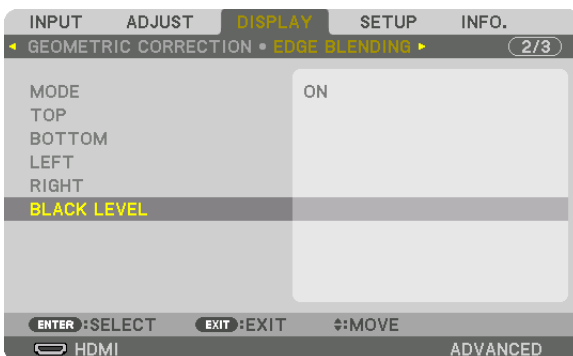 INPUT ADJUST DISPLAY SETUP INFO.
GEOMETRIC CORRECTION • EDGE BLENDING 2/3
MODE ON
TOP
BOTTOM
LEFT
RIGHT
BLACK LEVEL
ENTER :SELECT EXIT :EXIT :MOVE
HDMI ADVANCED